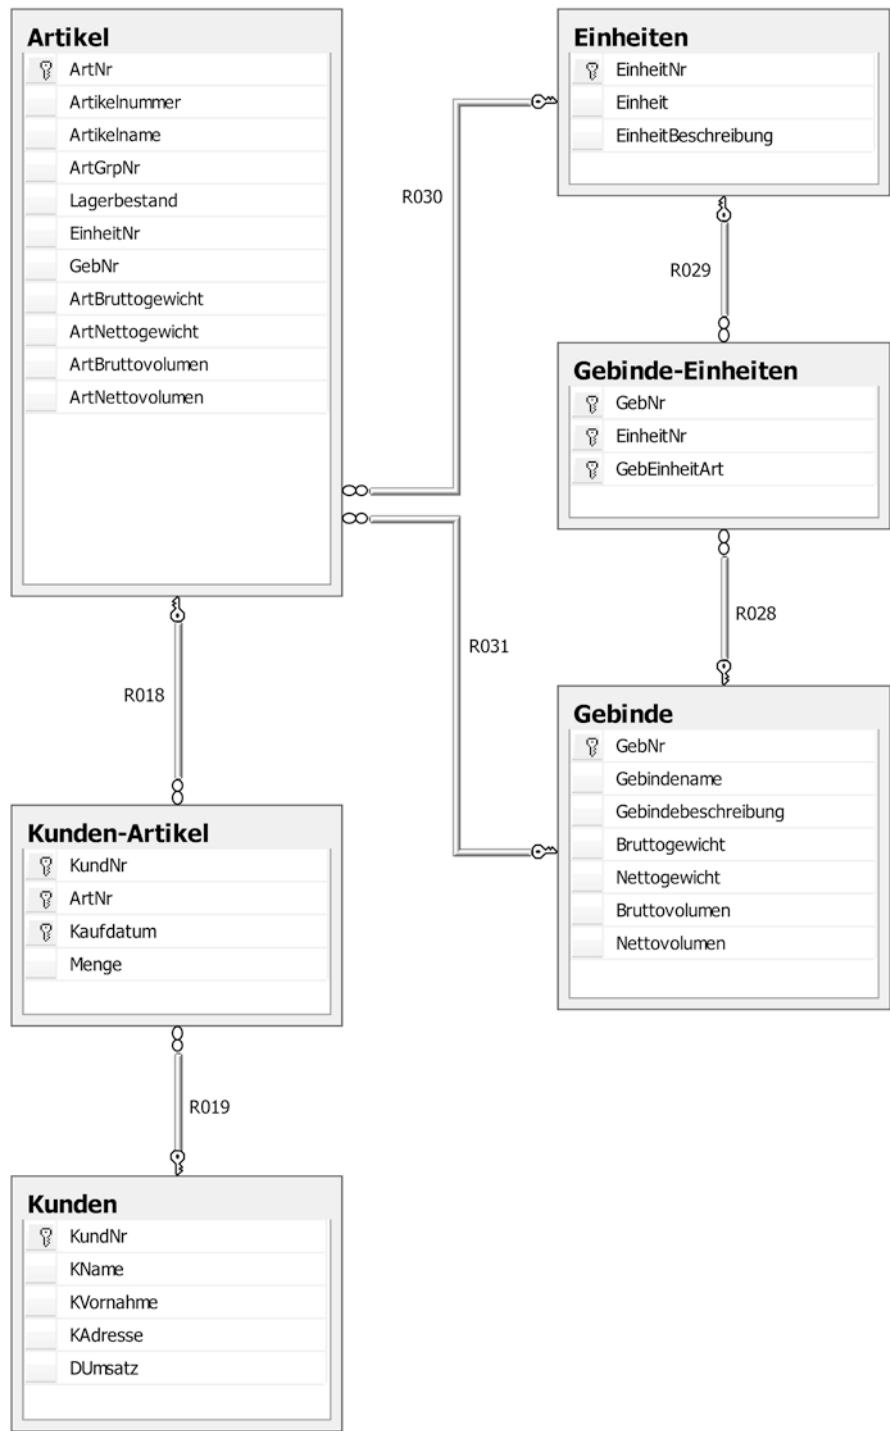 Artikel
ArtNr
Artikelnummer
Artikelname
ArtGrpNr
Lagerbestand
EinheitNr
GebNr
ArtBruttogewicht
ArtNettogewicht
ArtBruttovolumen
ArtNettovolumen
Einheiten
EinheitNr
Einheit
EinheitBeschreibung
R030
R029
Gebinde-Einheiten
GebNr
EinheitNr
GebEinheitArt
R028
R031
R018
Gebinde
GebNr
Gebindename
Gebindebeschreibung
Bruttogewicht
Nettogewicht
Bruttovolumen
Nettovolumen
Kunden-Artikel
KundNr
ArtNr
Kaufdatum
Menge
R019
Kunden
KundNr
KName
KVornahme
KAdresse
DUmsatz